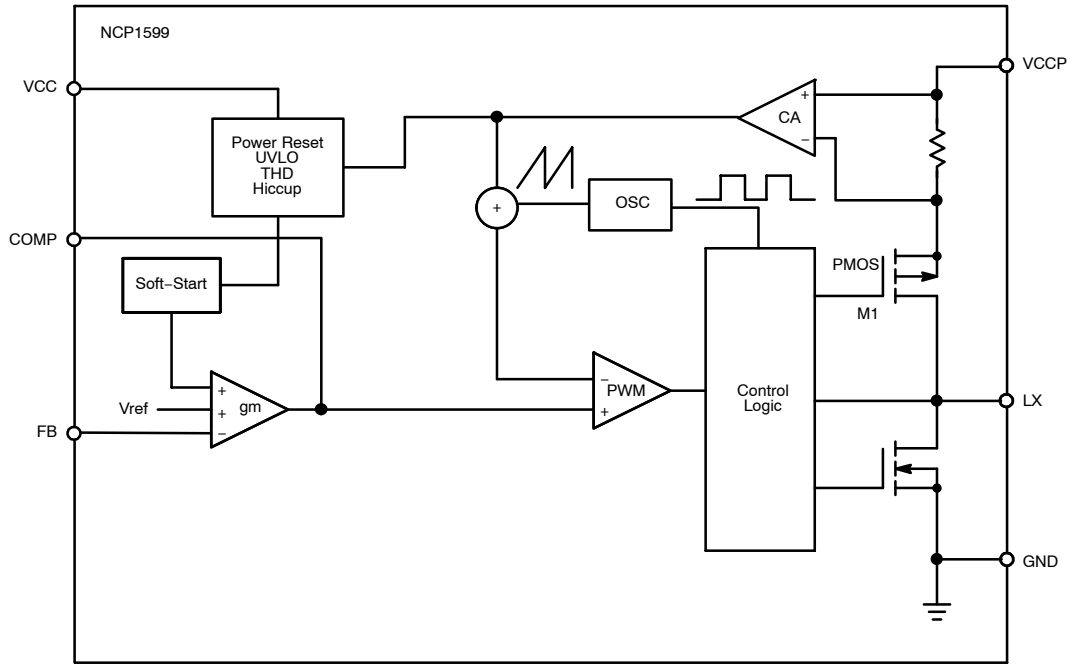 NCP1599
VCC
VCCP
Power Reset
UVLO
THD
Hiccup
+
CA
−
+
OSC
COMP
Soft−Start
PMOS
M1
+
Vref
+
gm
−
FB
−
PWM
+
Control
Logic
LX
GND